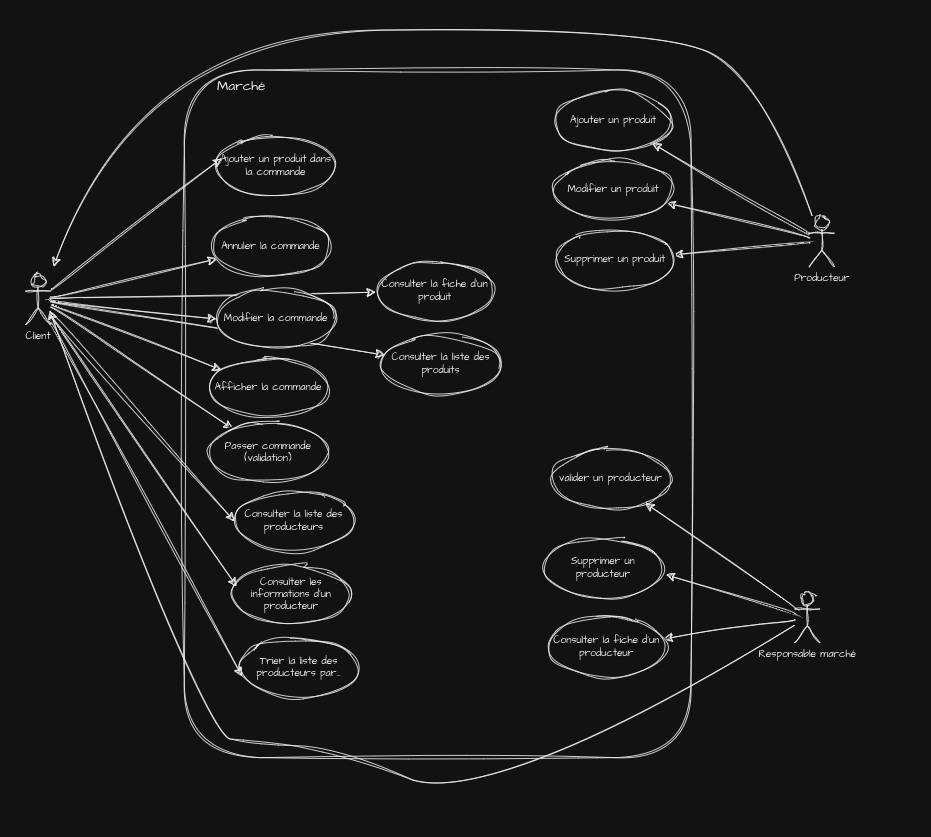 Marché
Ajouter un produit
Ajouter un produit dans
la commande
Modifier un produit
Annuler la commande
Supprimer un produit
Producteur
Consulter la fiche d'un
produit
Client
Modifier la commande
Consulter la liste des
produits
Afficher la commande
Passer commande
(validation)
valider un producteur
Consulter la liste des
producteurs
Supprimer un
producteur
Consulter les
informations d'un
producteur
Consulter la fiche d'un
producteur
Responsable marché
Trier la liste des
producteurs par...